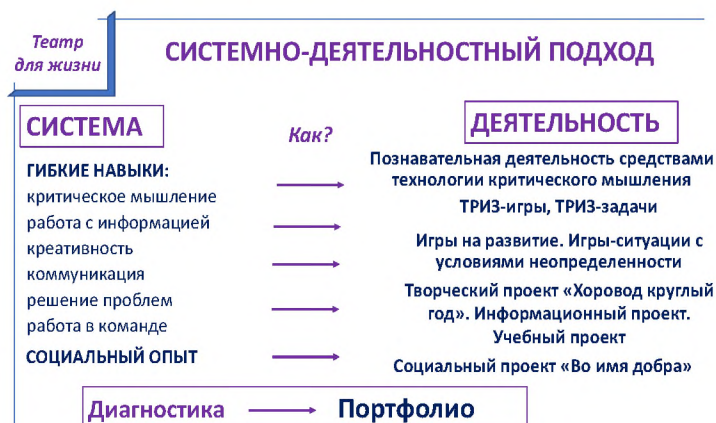 Театр
для жизни
СИСТЕМНО-ДЕЯТЕЛЬНОСТНЫЙ ПОДХОД
СИСТЕМА
Как?
ДЕЯТЕЛЬНОСТЬ
ГИБКИЕ НАВЫКИ:
критическое мышление
работа с информацией
креативность
коммуникация
решение проблем
работа в команде
СОЦИАЛЬНЫЙ ОПЫТ
Познавательная деятельность средствами
технологии критического мышления
ТРИЗ-игры, ТРИЗ-задачи
Игры на развитие. Игры-ситуации с
условиями неопределенности
Творческий проект «Хоровод круглый
год». Информационный проект.
Учебный проект
Социальный проект «Во имя добра»
Диагностика
Портфолио